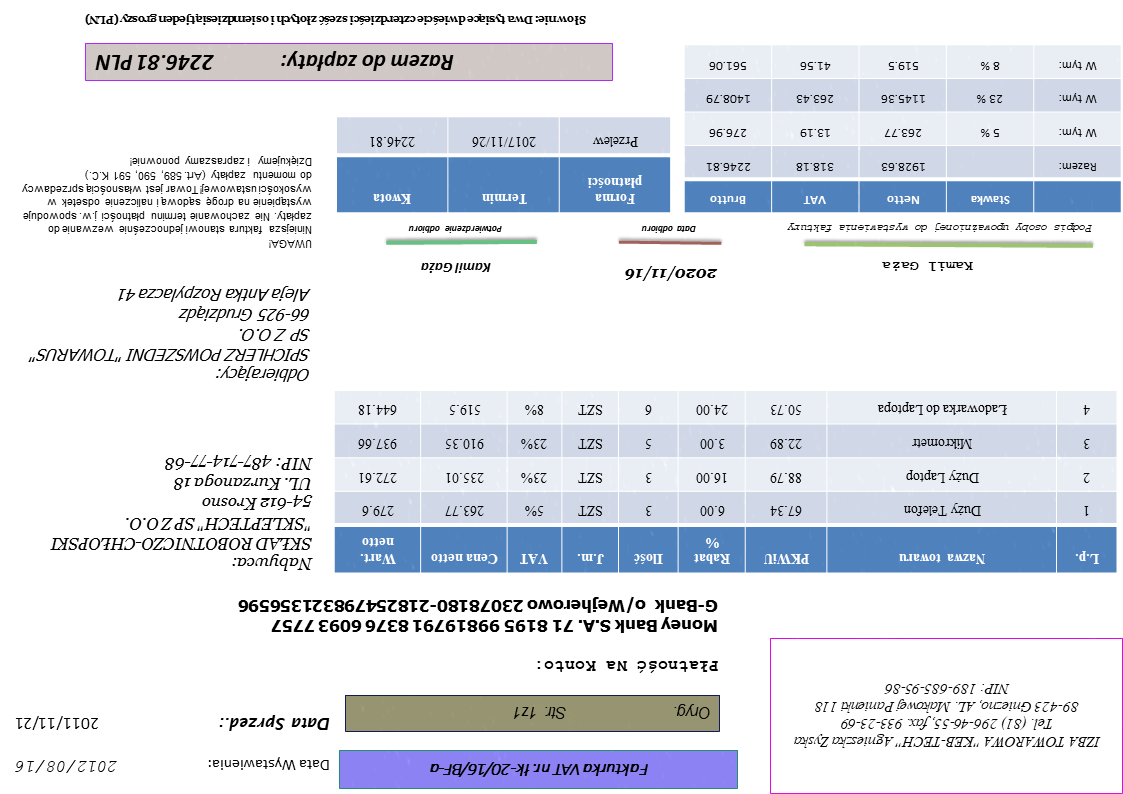 Fakturka VAT nr. łk-20/16/BF-a
Data Wystawienia: 2012/08/16
IZBA TOWAROWA "KEB-TECH" Agnieszka Zyska
Tel. (81) 296-46-55, fax. 933-23-69
89-423 Gniezno, AL. Makowej Panienia 118
NIP: 189-685-95-86
Oryg. Str. 1z1
Data Sprzed.: 2011/11/21
Płatność Na Konto:
Money Bank S.A. 71 8195 99819791 8376 6093 7757
G-Bank o/Wejherowo 23078180-218254798321356596
L.p. Nazwa towaru PKWiU Rabat % Ilość J.m. VAT Cena netto Wart. netto
1 Duży Telefon 67.34 6.00 3 SZT 5% 263.77 279.6
2 Duży Laptop 88.79 16.00 3 SZT 23% 235.01 272.61
3 Mikrometr 22.89 3.00 5 SZT 23% 910.35 937.66
4 Ładowarka do Laptopa 50.73 24.00 6 SZT 8% 519.5 644.18
Nabywca:
SKŁAD ROBOTNICZO-CHŁOPSKI
"SKLEPTECH" SP Z O.O.
54-612 Krosno
UL. Kurzanoga 18
NIP: 487-714-77-68
Odbierający:
SPICHLERZ POWSZEDNI "TOWARUS"
SP Z O.O.
66-925 Grudziądz
Aleja Antka Rozpylacza 41
Kamil Gaża
Podpis osoby upoważnionej do wystawienia faktury
2020/11/16
Data odbioru
Kamil Gaża
Potwierdzenie odbioru
UWAGA!
Niniejsza faktura stanowi jednocześnie wezwanie do
zapłaty. Nie zachowanie terminu płatności j.w. spowoduje
wystąpienie na drogę sądową i naliczenie odsetek w
wysokości ustawowej! Towar jest własnością sprzedawcy
do momentu zapłaty (Art. 589, 590, 591 K.C.)
Dziękujemy i zapraszamy ponownie!
Stawka Netto VAT Brutto
Razem: 1928.63 318.18 2246.81
W tym: 5 % 263.77 13.19 276.96
W tym: 23 % 1145.36 263.43 1408.79
W tym: 8 % 519.5 41.56 561.06
Forma płatności Termin Kwota
Przelew 2017/11/26 2246.81
Razem do zapłaty: 2246.81 PLN
Słownie: Dwa tysiące dwieście czterdzieści sześć złotych i osiemdziesiąt jeden groszy (PLN)